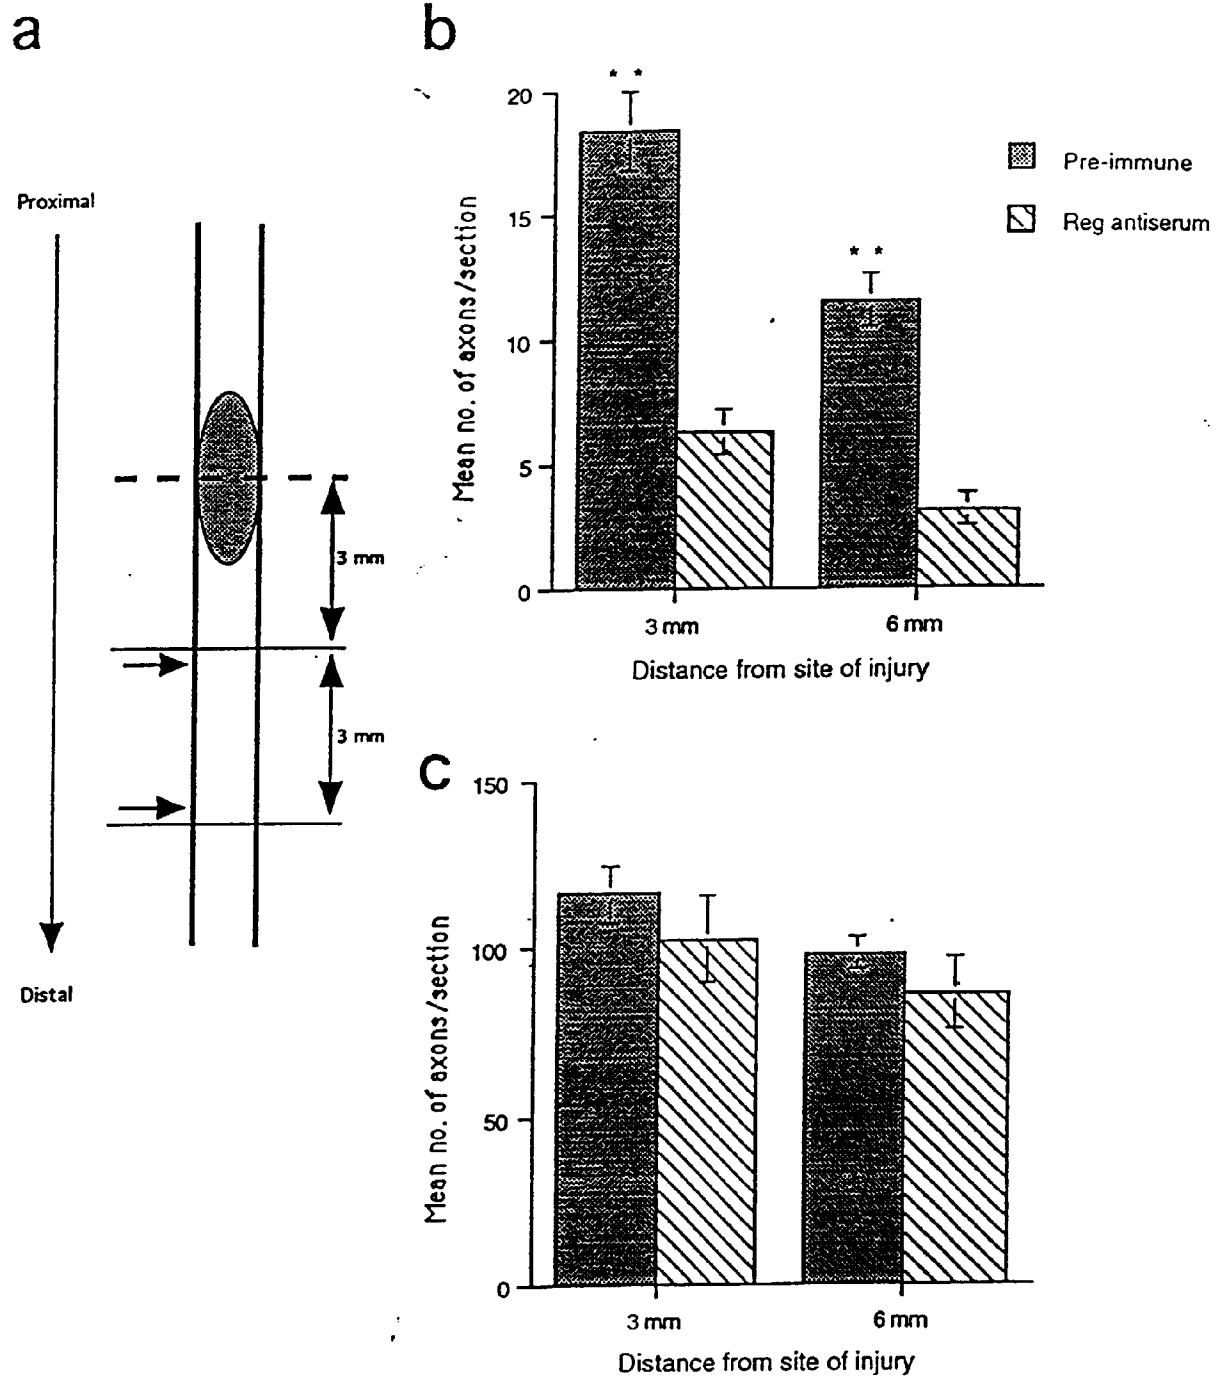 a
Proximal
3 mm
3 mm
Distal
b
* *
* *
20
15
10
5
0
Mean no. of axons/section
3 mm
6 mm
Distance from site of injury
Pre-immune
Reg antiserum
c
150
100
50
0
Mean no. of axons/section
3 mm
6 mm
Distance from site of injury